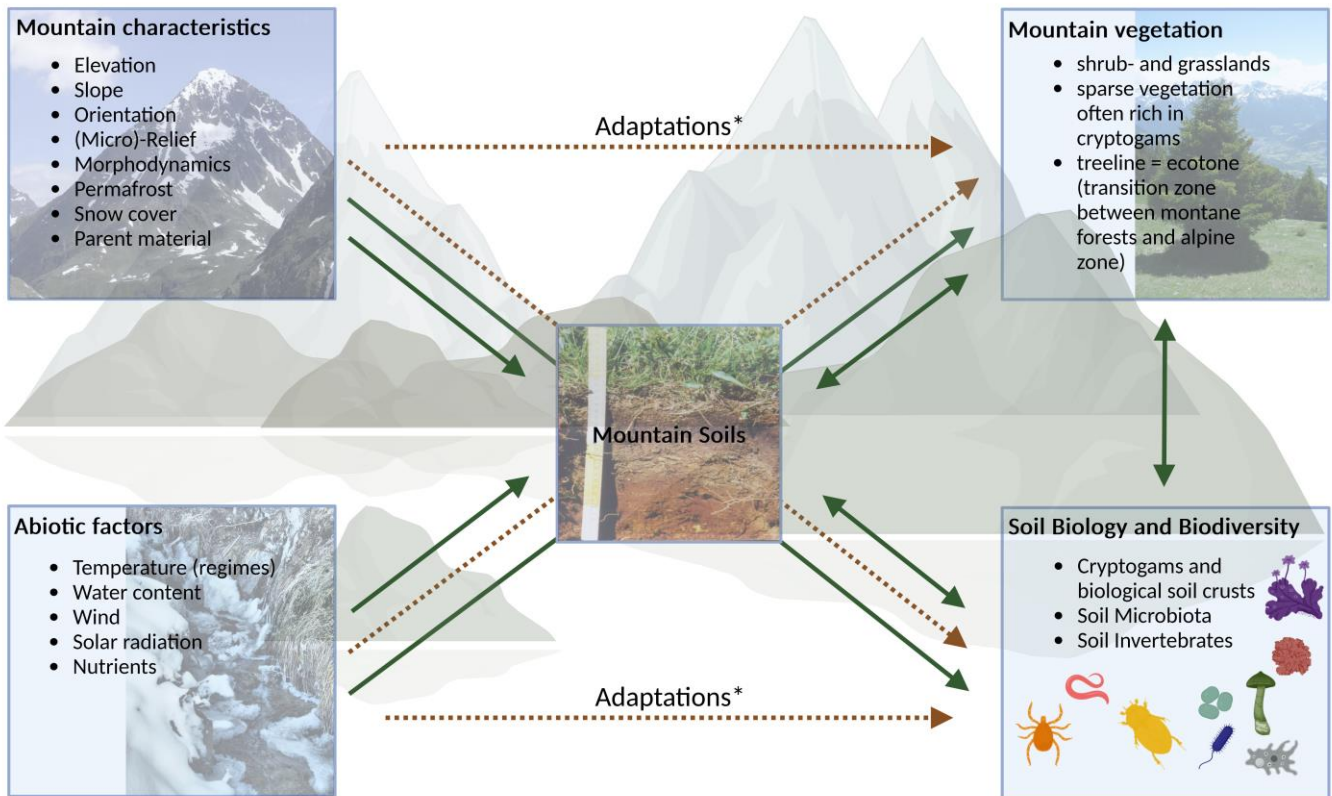 Mountain characteristics
• Elevation
• Slope
• Orientation
• (Micro)-Relief
• Morphodynamics
• Permafrost
• Snow cover
• Parent material
Adaptations*
Mountain vegetation
• shrub- and grasslands
• sparse vegetation
often rich in
cryptogams
• treeline = ecotone
(transition zone
between montane
forests and alpine
zone)
Mountain Soils
Abiotic factors
• Temperature (regimes)
• Water content
• Wind
• Solar radiation
• Nutrients
Adaptations*
Soil Biology and Biodiversity
• Cryptogams and
biological soil crusts
• Soil Microbiota
• Soil Invertebrates